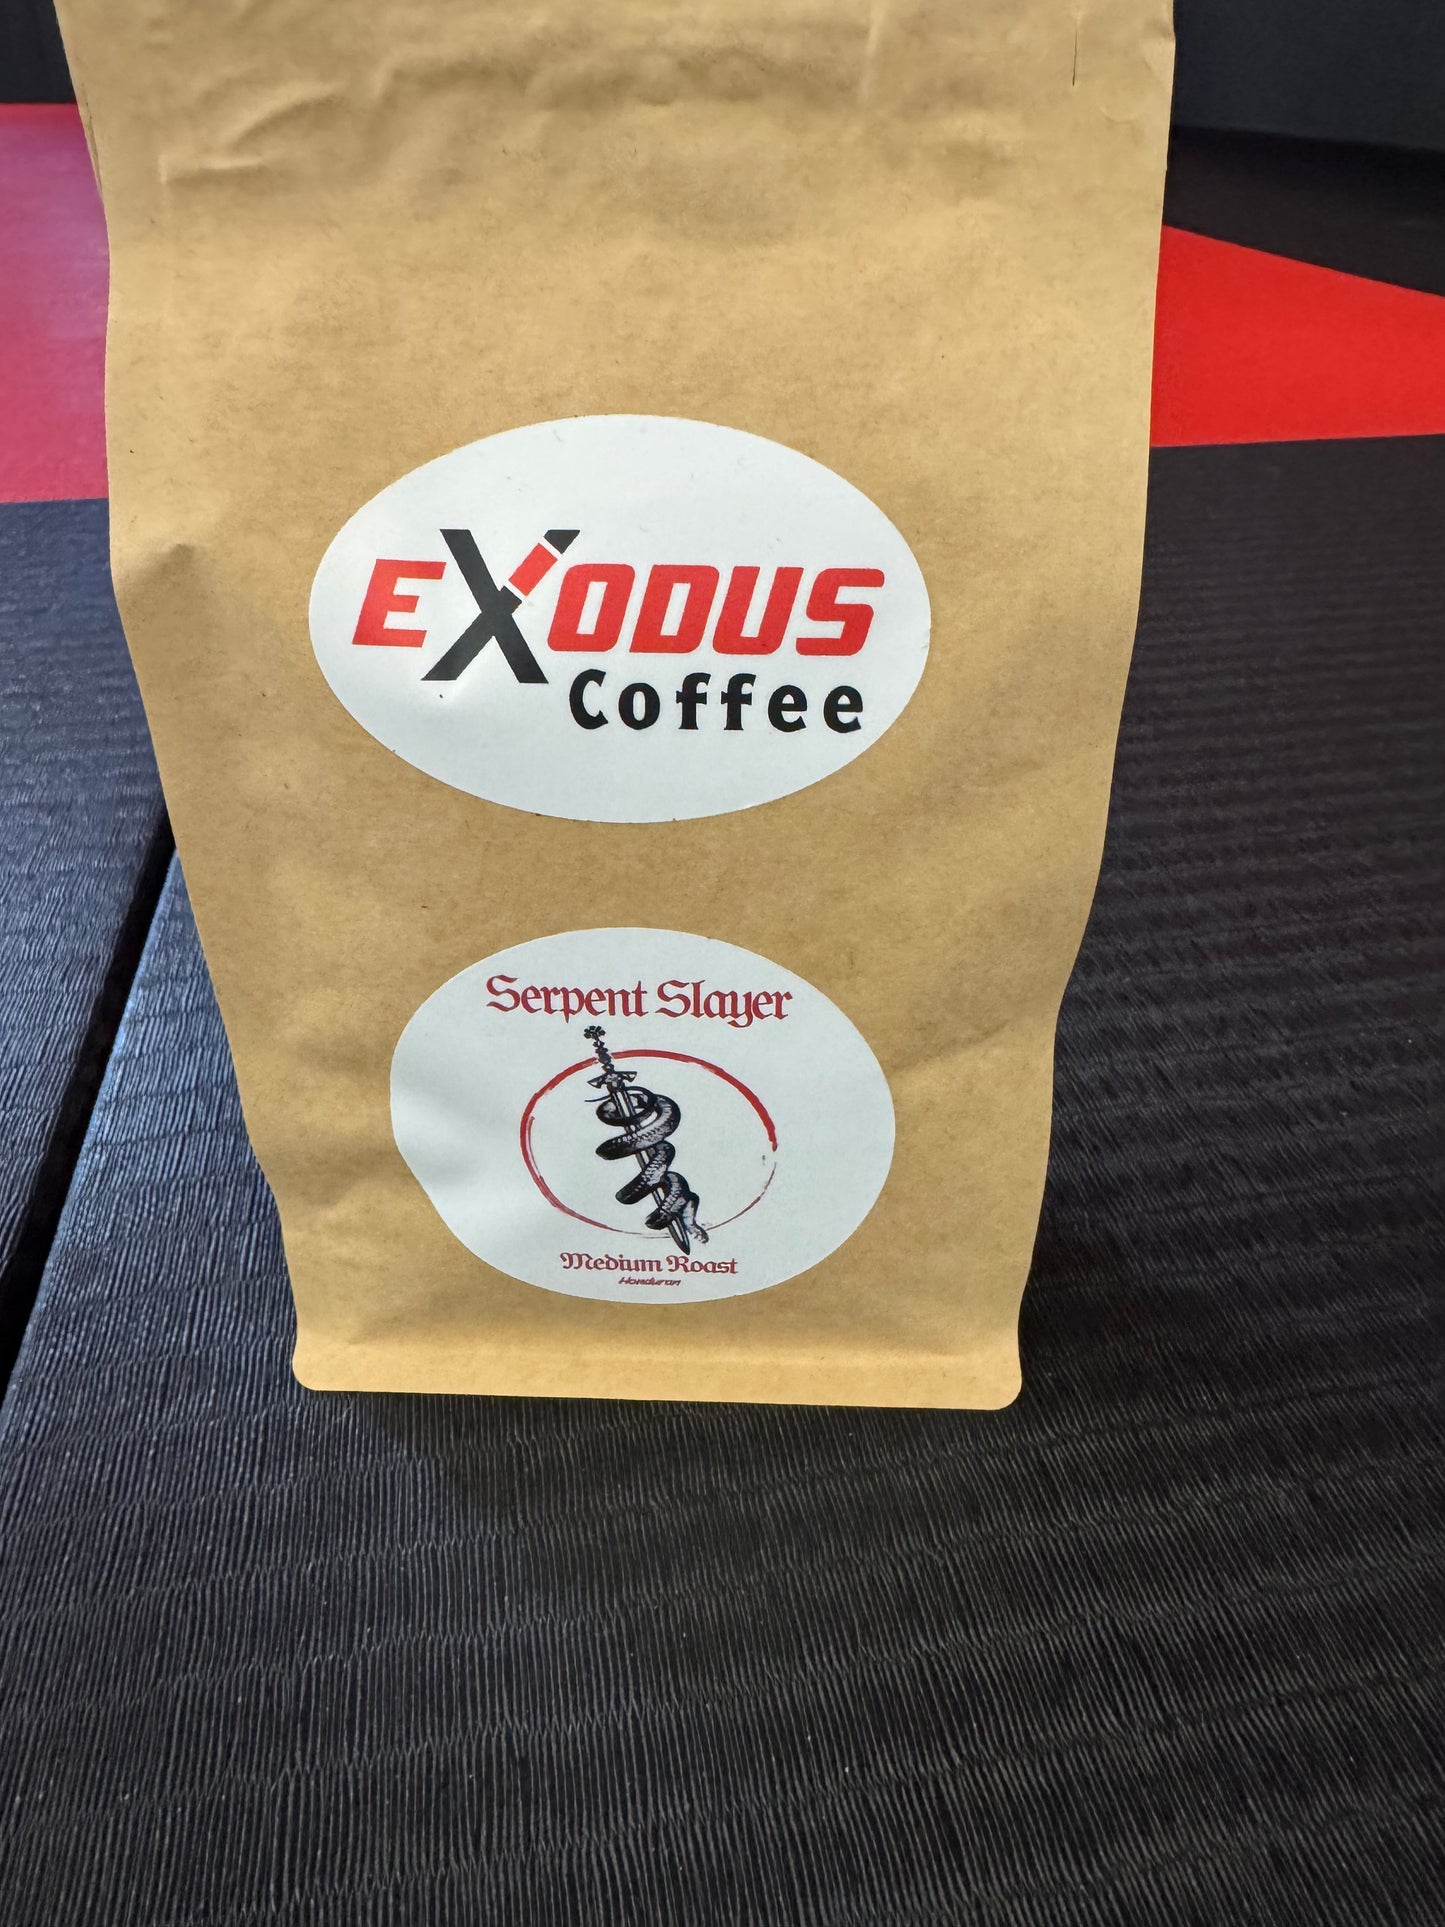 EXODUS
Coffee
Serpent Slayer
Medium Roast
Honduran